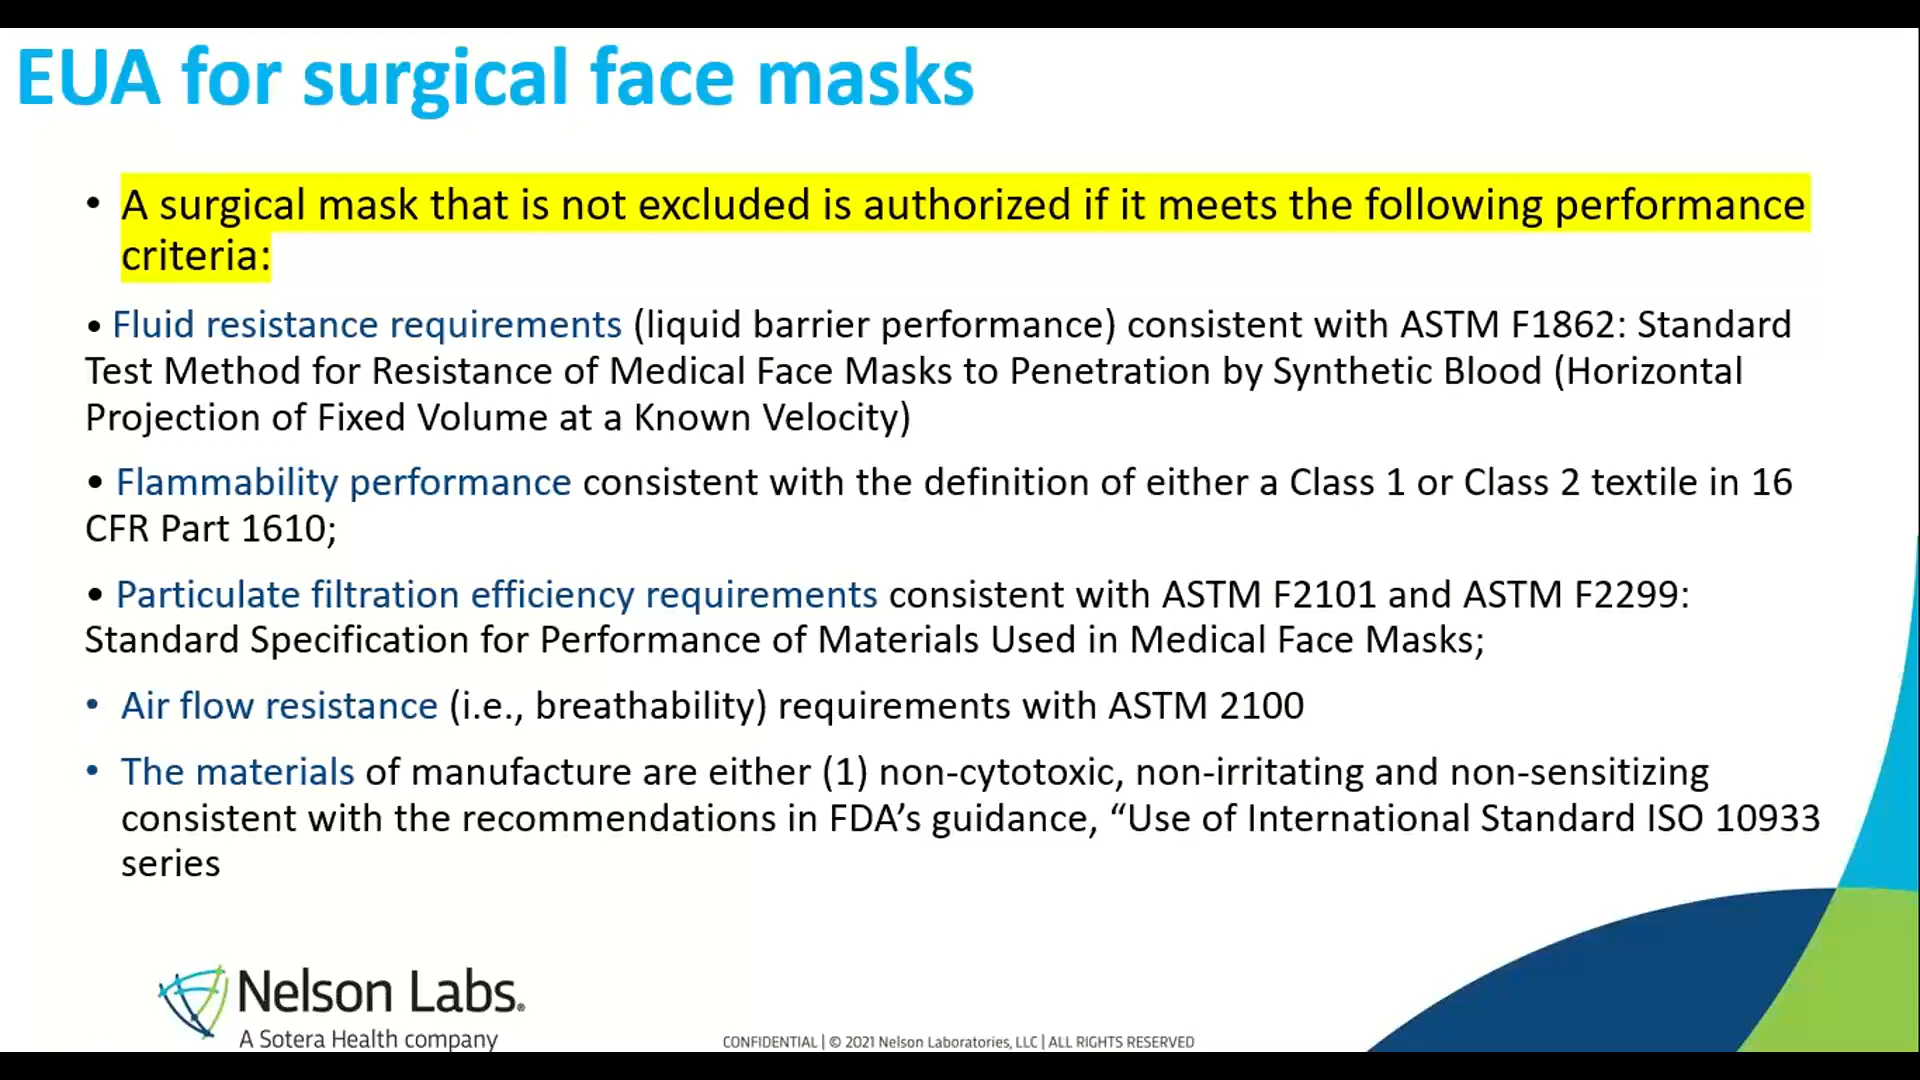 EUA for surgical face masks
• A surgical mask that is not excluded is authorized if it meets the following performance
criteria:
• Fluid resistance requirements (liquid barrier performance) consistent with ASTM F1862: Standard
Test Method for Resistance of Medical Face Masks to Penetration by Synthetic Blood (Horizontal
Projection of Fixed Volume at a Known Velocity)
• Flammability performance consistent with the definition of either a Class 1 or Class 2 textile in 16
CFR Part 1610;
• Particulate filtration efficiency requirements consistent with ASTM F2101 and ASTM F2299:
Standard Specification for Performance of Materials Used in Medical Face Masks;
• Air flow resistance (i.e., breathability) requirements with ASTM 2100
• The materials of manufacture are either (1) non-cytotoxic, non-irritating and non-sensitizing
consistent with the recommendations in FDA’s guidance, “Use of International Standard ISO 10933
series
Nelson Labs®
A Sotera Health company
CONFIDENTIAL | © 2021 Nelson Laboratories, LLC | ALL RIGHTS RESERVED